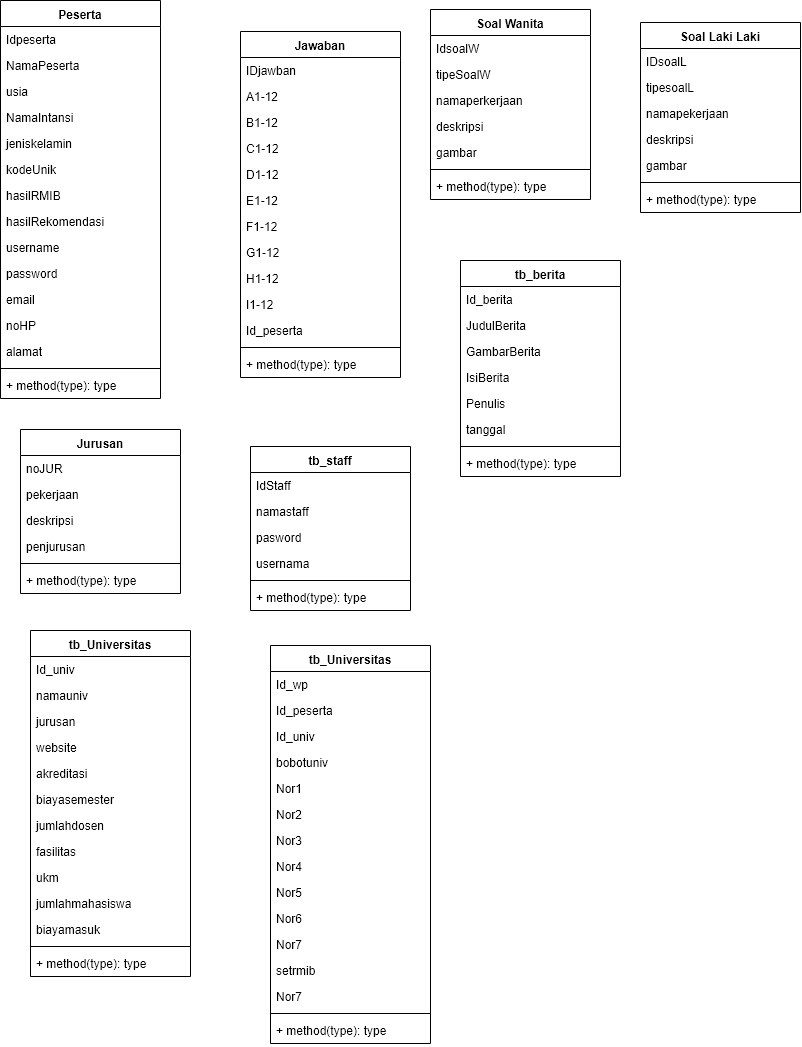 Peserta
Idpeserta
NamaPeserta
usia
NamaIntansi
jeniskelamin
kodeUnik
hasilRMIB
hasilRekomendasi
username
password
email
noHP
alamat
+ method(type): type
Jawaban
IDjawban
A1-12
B1-12
C1-12
D1-12
E1-12
F1-12
G1-12
H1-12
I1-12
Id_peserta
+ method(type): type
Soal Wanita
IdsoalW
tipeSoalW
namaperkerjaan
deskripsi
gambar
+ method(type): type
Soal Laki Laki
IDsoalL
tipesoalL
namapekerjaan
deskripsi
gambar
+ method(type): type
tb_berita
Id_berita
JudulBerita
GambarBerita
IsiBerita
Penulis
tanggal
+ method(type): type
Jurusan
noJUR
pekerjaan
deskripsi
penjurusan
+ method(type): type
tb_staff
IdStaff
namastaff
pasword
usernama
+ method(type): type
tb_Universitas
Id_univ
namauniv
jurusan
website
akreditasi
biayasemester
jumlahdosen
fasilitas
ukm
jumlahmahasiswa
biayamasuk
+ method(type): type
tb_Universitas
Id_wp
Id_peserta
Id_univ
bobotuniv
Nor1
Nor2
Nor3
Nor4
Nor5
Nor6
Nor7
setrmib
Nor7
+ method(type): type